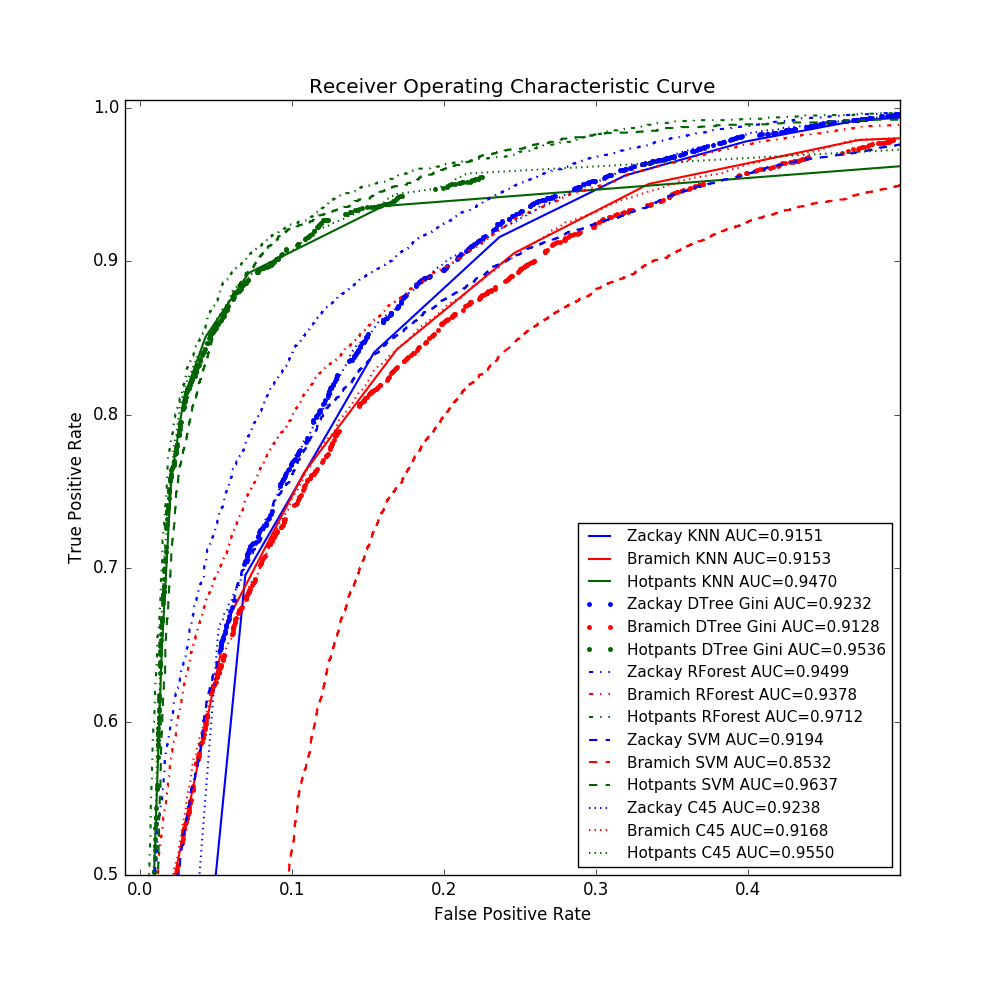 Receiver Operating Characteristic Curve
1.0
0.9
0.8
0.7
0.6
0.5
True Positive Rate
0.0 0.1 0.2 0.3 0.4
False Positive Rate
Zackay KNN AUC=0.9151
Bramich KNN AUC=0.9153
Hotpants KNN AUC=0.9470
Zackay DTree Gini AUC=0.9232
Bramich DTree Gini AUC=0.9128
Hotpants DTree Gini AUC=0.9536
Zackay RForest AUC=0.9499
Bramich RForest AUC=0.9378
Hotpants RForest AUC=0.9712
Zackay SVM AUC=0.9194
Bramich SVM AUC=0.8532
Hotpants SVM AUC=0.9637
Zackay C45 AUC=0.9238
Bramich C45 AUC=0.9168
Hotpants C45 AUC=0.9550